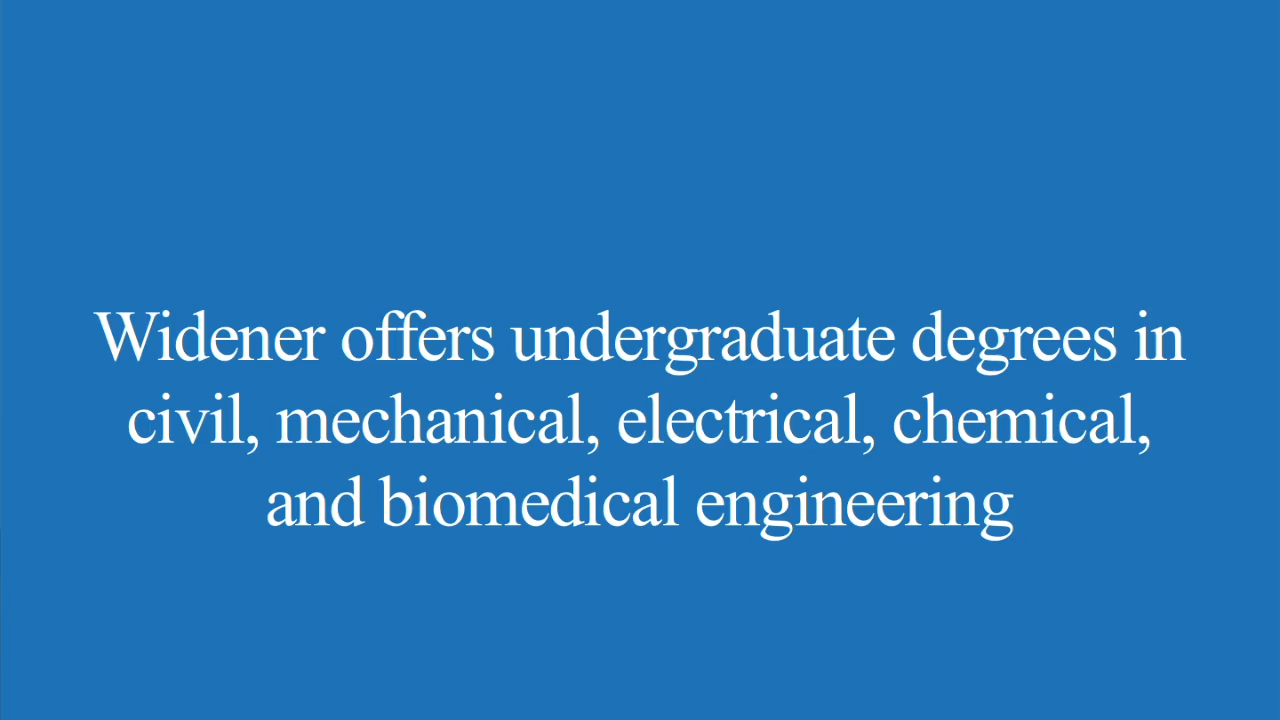 Widener offers undergraduate degrees in
civil, mechanical, electrical, chemical,
and biomedical engineering